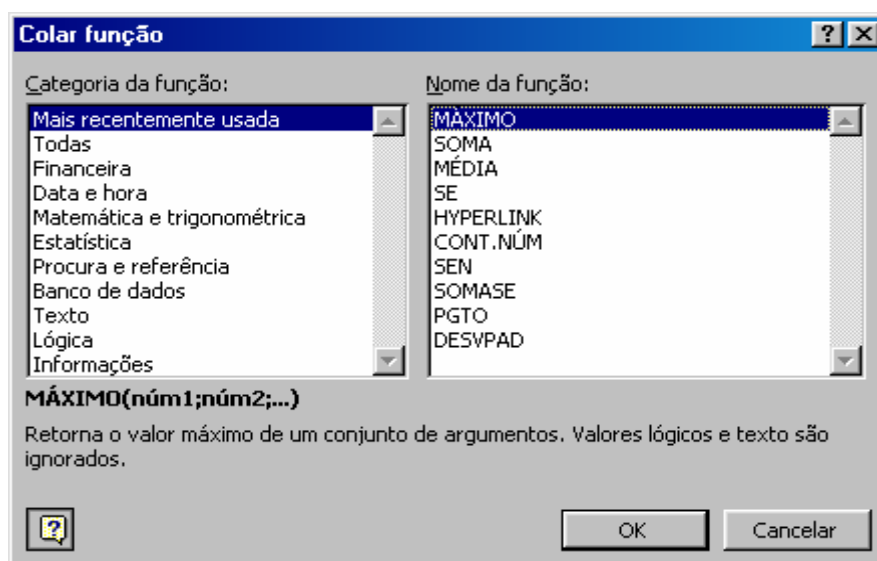 Colar função
Categoria da função:
Mais recentemente usada
Todas
Financeira
Data e hora
Matemática e trigonométrica
Estatística
Procura e referência
Banco de dados
Texto
Lógica
Informações
Nome da função:
MÁXIMO
SOMA
MÉDIA
SE
HYPERLINK
CONT.NÚM
SEN
SOMASE
PGTO
DESVPAD
MÁXIMO(núm1;núm2;...)
Retorna o valor máximo de um conjunto de argumentos. Valores lógicos e texto são
ignorados.
OK
Cancelar